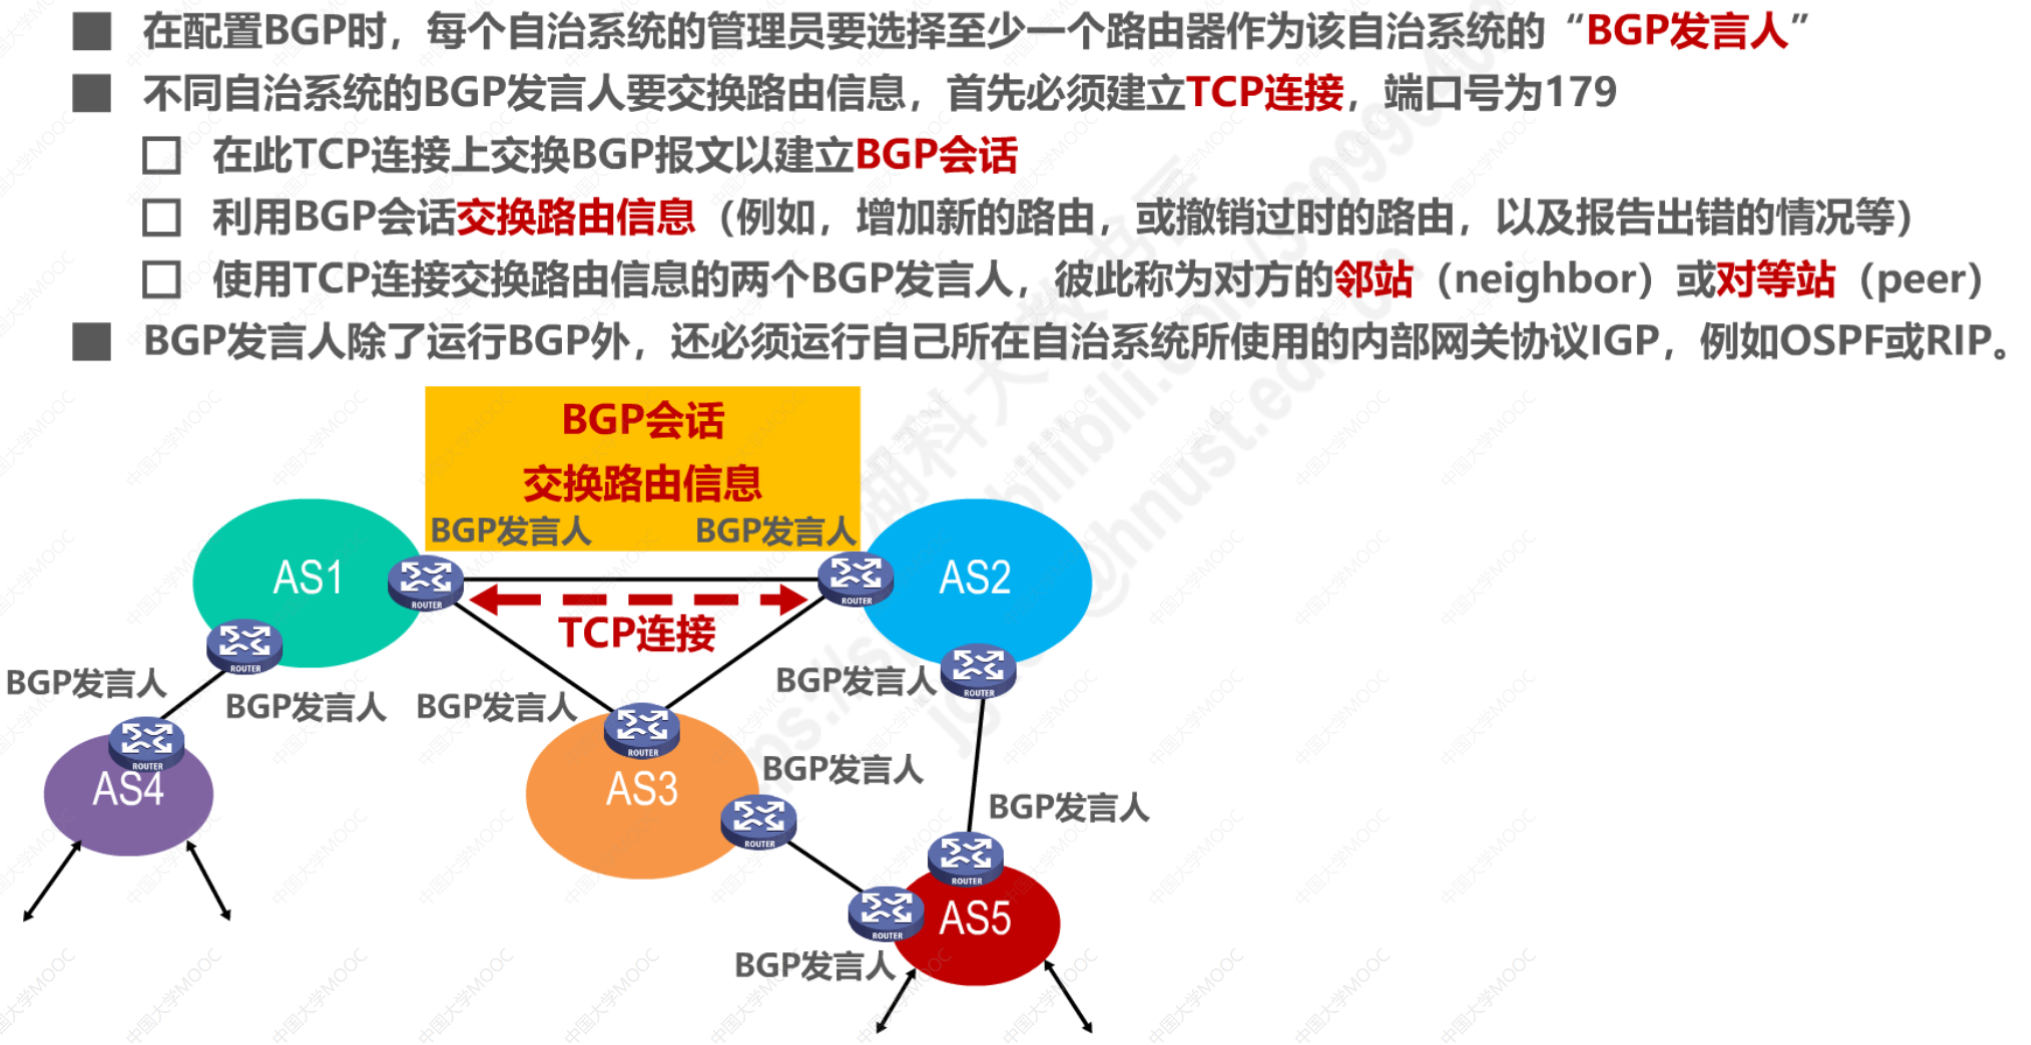 在配置BGP时，每个自治系统的管理员要选择至少一个路由器作为该自治系统的“BGP发言人”
不同自治系统的BGP发言人要交换路由信息，首先必须建立TCP连接，端口号为179
在此TCP连接上交换BGP报文以建立BGP会话
利用BGP会话交换路由信息（例如，增加新的路由，或撤销过时的路由，以及报告出错的情况等）
使用TCP连接交换路由信息的两个BGP发言人，彼此称为对方的邻站（neighbor）或对等站（peer）
BGP发言人除了运行BGP外，还必须运行自己所在自治系统所使用的内部网关协议IGP，例如OSPF或RIP。
BGP会话
交换路由信息
BGP发言人
BGP发言人
AS1
ROUTER
ROUTER
AS2
TCP连接
ROUTER
BGP发言人
BGP发言人
BGP发言人
BGP发言人
ROUTER
ROUTER
ROUTER
AS4
AS3
BGP发言人
BGP发言人
ROUTER
ROUTER
AS5
ROUTER
BGP发言人
中国大学MOOC